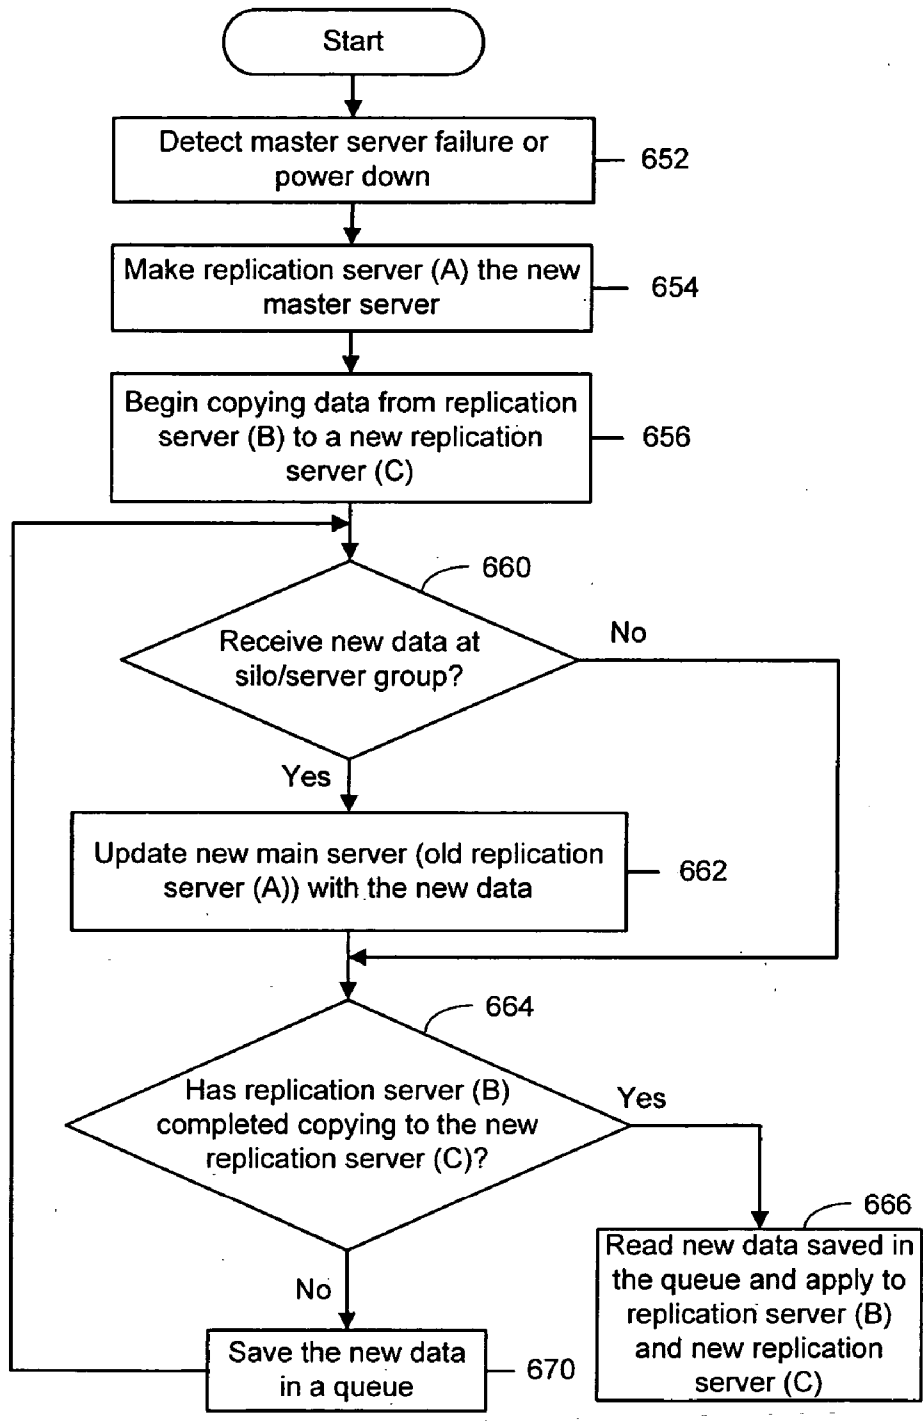 Start
Detect master server failure or
power down
652
Make replication server (A) the new
master server
654
Begin copying data from replication
server (B) to a new replication
server (C)
656
660
Receive new data at
silo/server group?
No
Yes
Update new main server (old replication
server (A)) with the new data
662
664
Has replication server (B)
completed copying to the new
replication server (C)?
Yes
666
Read new data saved in
the queue and apply to
replication server (B)
and new replication
server (C)
No
Save the new data
in a queue
670